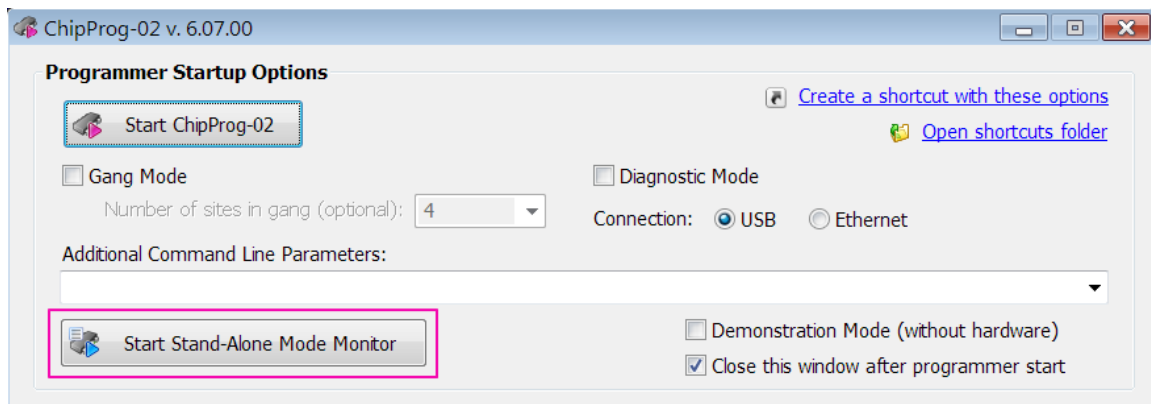 ChipProg-02 v. 6.07.00
Programmer Startup Options
Start ChipProg-02
Create a shortcut with these options
Open shortcuts folder
Gang Mode
Diagnostic Mode
Number of sites in gang (optional): 4
Connection: USB Ethernet
Additional Command Line Parameters:
Start Stand-Alone Mode Monitor
Demonstration Mode (without hardware)
Close this window after programmer start